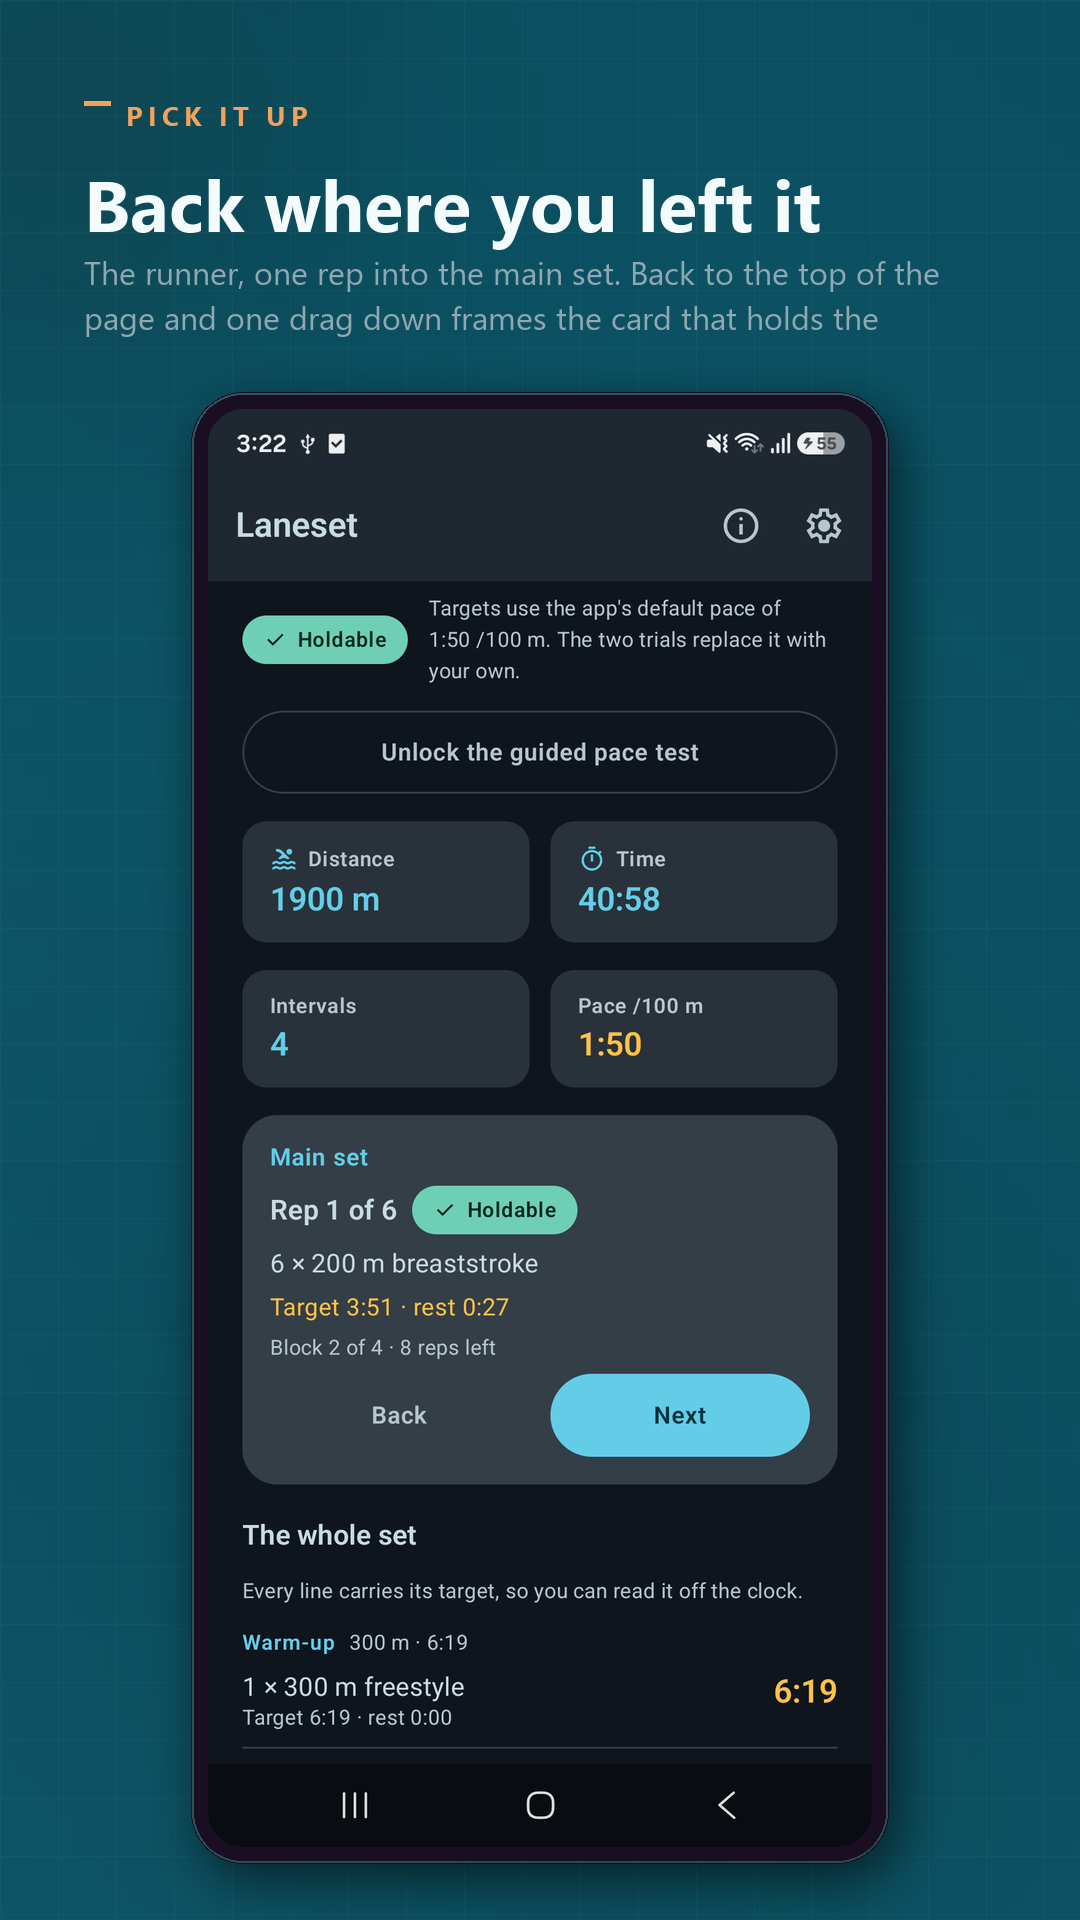 PICK IT UP
Back where you left it
The runner, one rep into the main set. Back to the top of the
page and one drag down frames the card that holds the
3:22
55
Laneset
Holdable
Targets use the app's default pace of
1:50 /100 m. The two trials replace it with
your own.
Unlock the guided pace test
Distance
1900 m
Time
40:58
Intervals
4
Pace /100 m
1:50
Main set
Rep 1 of 6
Holdable
6 × 200 m breaststroke
Target 3:51 · rest 0:27
Block 2 of 4 · 8 reps left
Back
Next
The whole set
Every line carries its target, so you can read it off the clock.
Warm-up 300 m · 6:19
1 × 300 m freestyle
6:19
Target 6:19 · rest 0:00